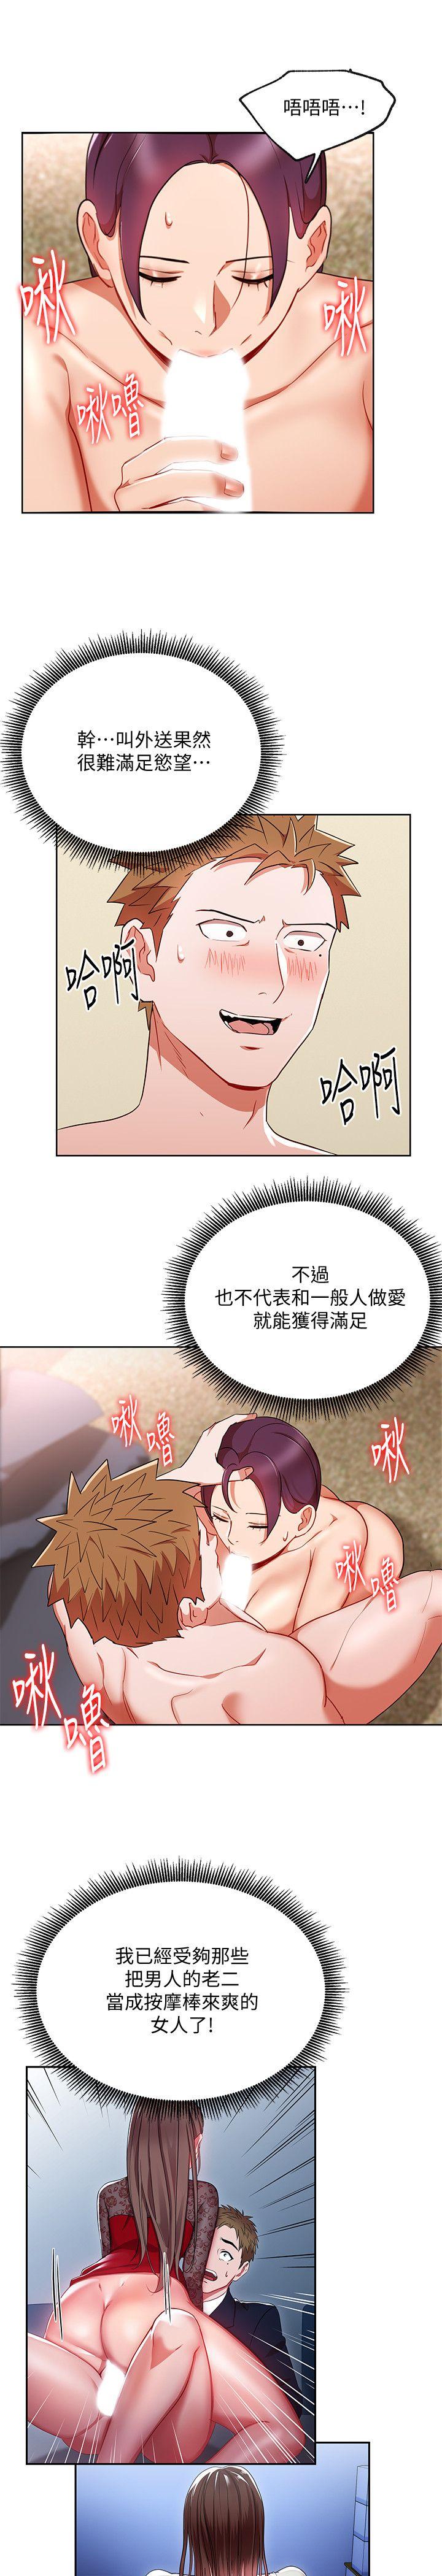 唔唔唔⋯!
啾
啾
啾嚕
幹⋯叫外送果然
很難滿足慾望⋯
哈啊
哈啊
不過
也不代表和一般人做愛
就能獲得滿足
啾嚕
啾
啾嚕
啾嚕
我已經受夠那些
把男人的老二
當成按摩棒來爽的
女人了!